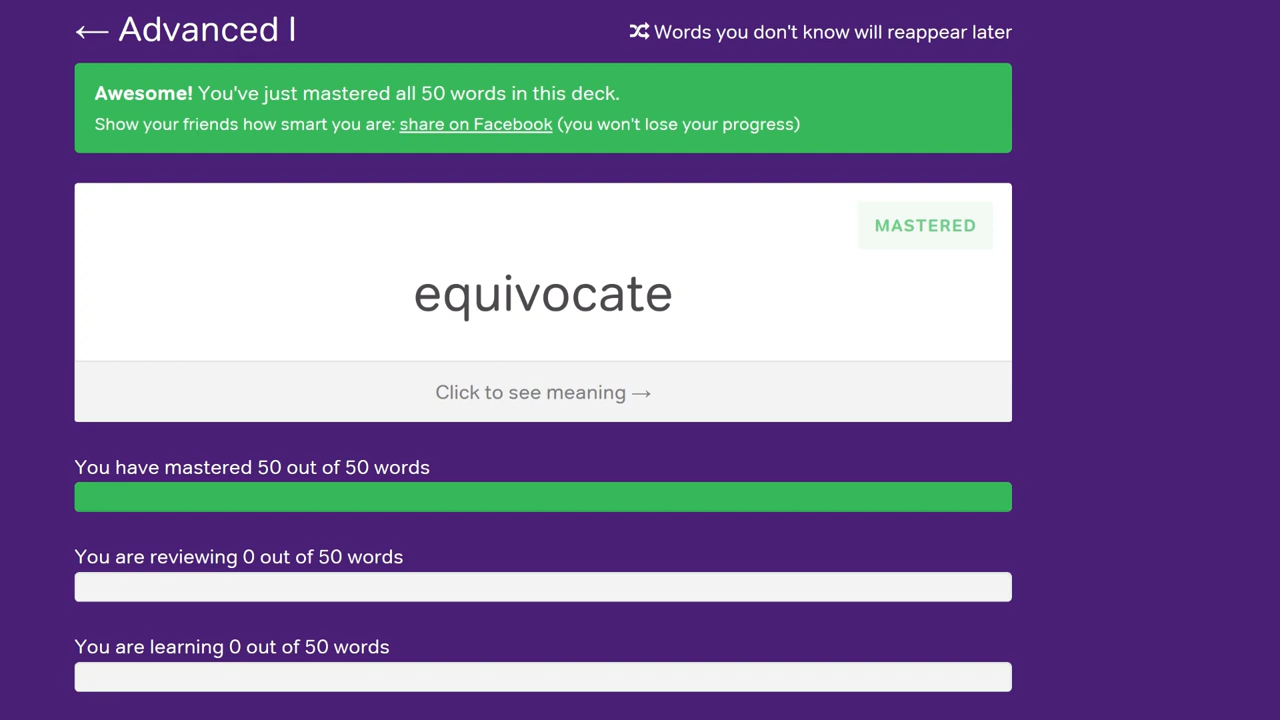 ← Advanced I
Words you don't know will reappear later
Awesome! You've just mastered all 50 words in this deck.
Show your friends how smart you are: share on Facebook (you won't lose your progress)
MASTERED
equivocate
Click to see meaning →
You have mastered 50 out of 50 words
You are reviewing 0 out of 50 words
You are learning 0 out of 50 words